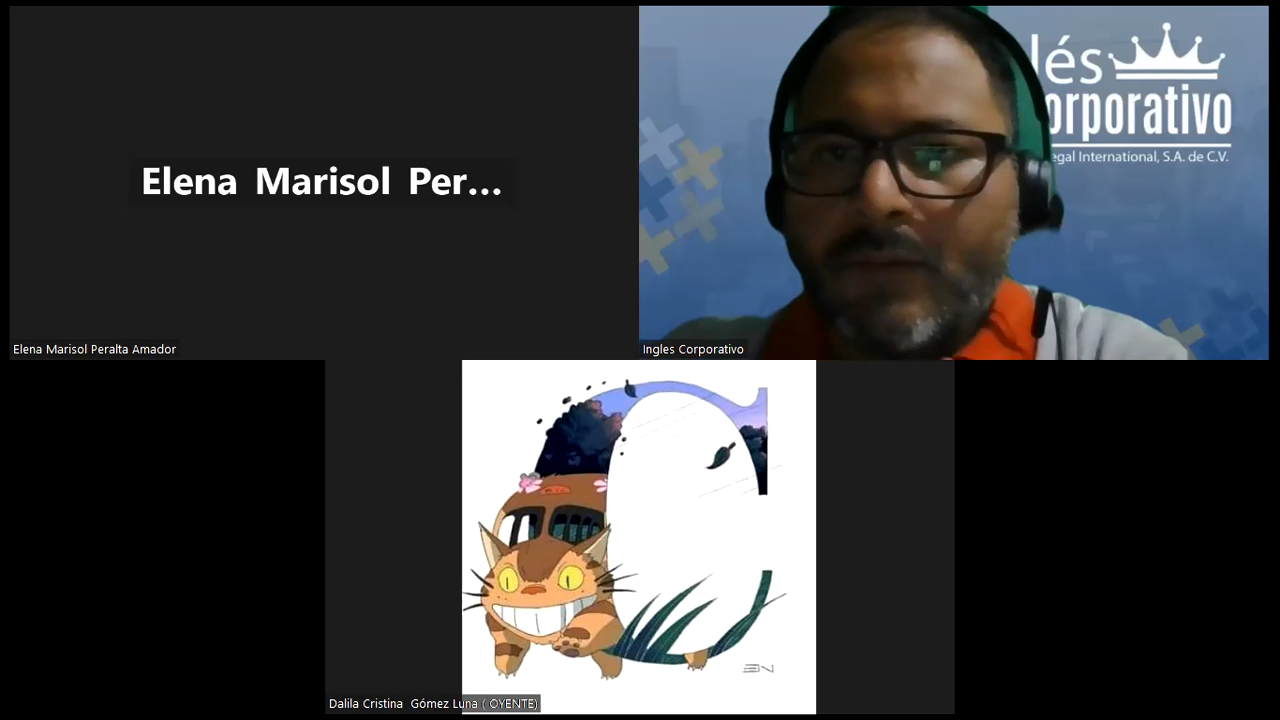 Elena Marisol Per...
Elena Marisol Peralta Amador
lés
orporativo
egal International, S.A. de C.V.
Ingles Corporativo
Dalila Cristina Gómez Luna ( OYENTE)